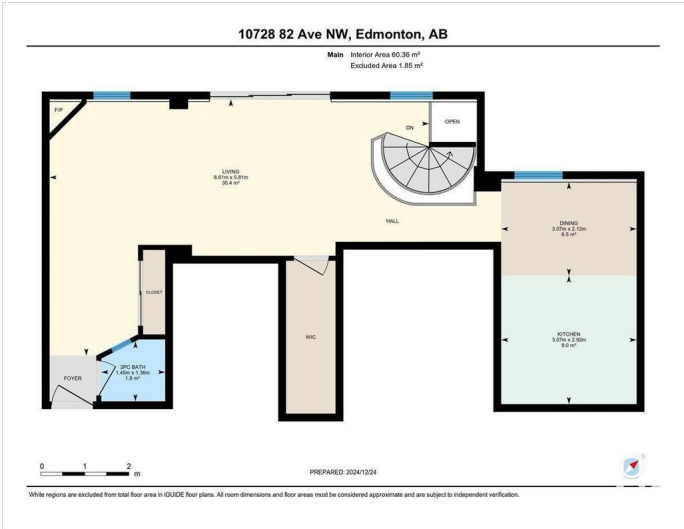 10728 82 Ave NW, Edmonton, AB
Main Interior Area 60.36 m²
Excluded Area 1.85 m²
F/P
DN
OPEN
LIVING
8.61m x 5.81m
30.4 m²
HALL
DINING
3.07m x 2.12m
6.5 m²
CLOSET
WIC
KITCHEN
3.07m x 2.92m
9.0 m²
2PC BATH
1.45m x 1.36m
1.8 m²
FOYER
0 1 2
m
PREPARED: 2024/12/24
White regions are excluded from total floor area in iGUIDE floor plans. All room dimensions and floor areas must be considered approximate and are subject to independent verification.